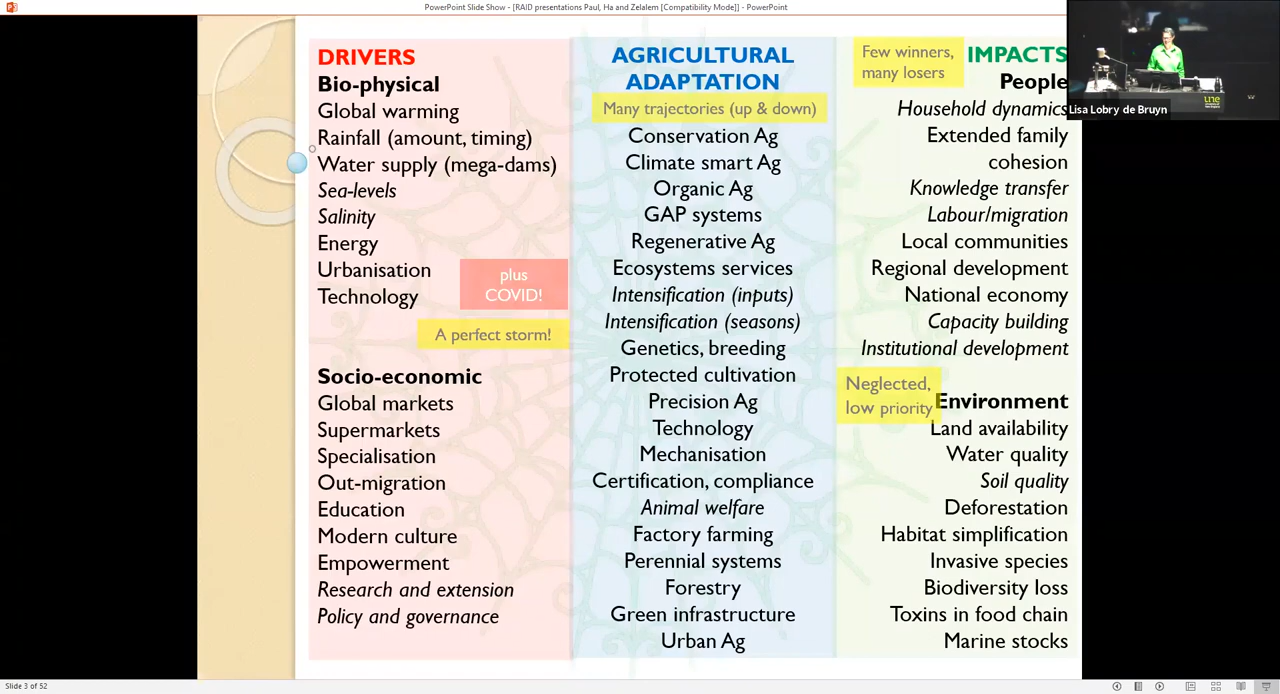 PowerPoint Slide Show - [RAID presentations Paul, Ha and Zelalem [Compatibility Mode]] - PowerPoint
DRIVERS
Bio-physical
Global warming
Rainfall (amount, timing)
Water supply (mega-dams)
Sea-levels
Salinity
Energy
Urbanisation
Technology
plus
COVID!
A perfect storm!
Socio-economic
Global markets
Supermarkets
Specialisation
Out-migration
Education
Modern culture
Empowerment
Research and extension
Policy and governance
AGRICULTURAL
ADAPTATION
Many trajectories (up & down)
Conservation Ag
Climate smart Ag
Organic Ag
GAP systems
Regenerative Ag
Ecosystems services
Intensification (inputs)
Intensification (seasons)
Genetics, breeding
Protected cultivation
Precision Ag
Technology
Mechanisation
Certification, compliance
Animal welfare
Factory farming
Perennial systems
Forestry
Green infrastructure
Urban Ag
Few winners,
many losers
IMPACTS
People
Household dynamics
Extended family
cohesion
Knowledge transfer
Labour/migration
Local communities
Regional development
National economy
Capacity building
Institutional development
Neglected,
low priority
Environment
Land availability
Water quality
Soil quality
Deforestation
Habitat simplification
Invasive species
Biodiversity loss
Toxins in food chain
Marine stocks
une
Lisa Lobry de Bruyn
Slide 3 of 52